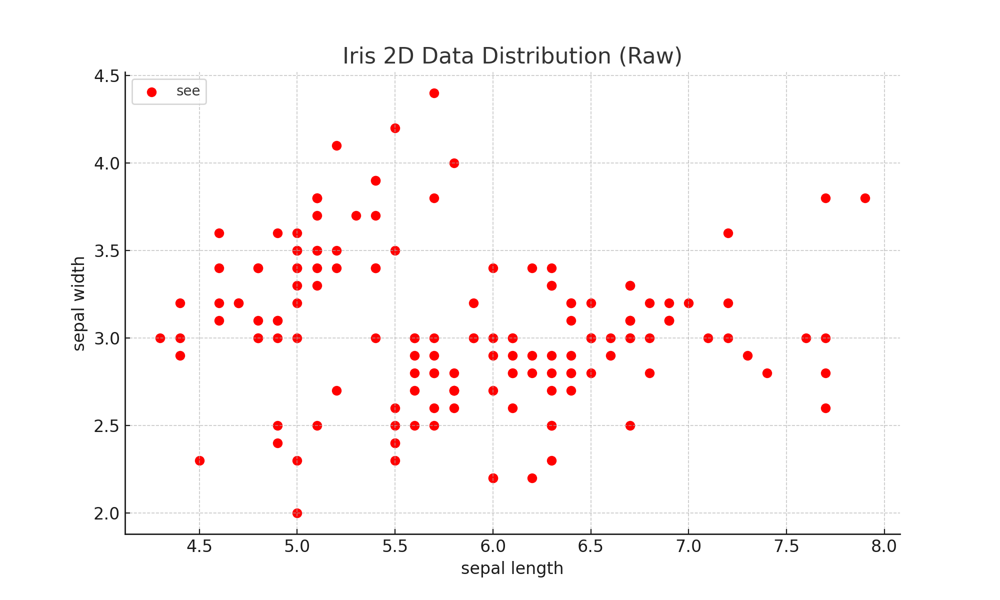 Iris 2D Data Distribution (Raw)
see
4.5
4.0
3.5
3.0
2.5
2.0
sepal width
4.5 5.0 5.5 6.0 6.5 7.0 7.5 8.0
sepal length